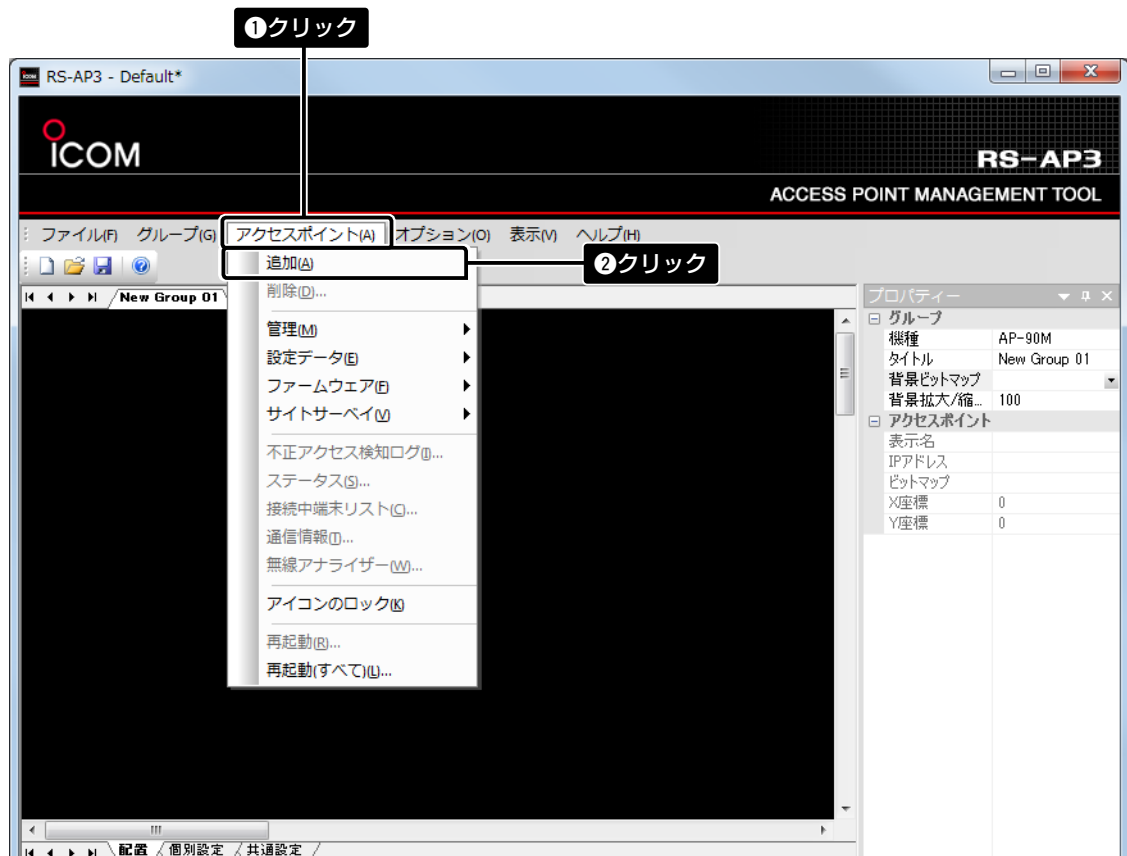 ❶クリック
RS-AP3 - Default*
ICOM
RS-AP3
ACCESS POINT MANAGEMENT TOOL
ファイル(F) グループ(G) アクセスポイント(A) オプション(O) 表示(V) ヘルプ(H)
追加(A)
❷クリック
削除(D)...
管理(M)
設定データ(E)
ファームウェア(F)
サイトサーベイ(V)
不正アクセス検知ログ(I)...
ステータス(S)...
接続中端末リスト(C)...
通信情報(T)...
無線アナライザー(W)...
アイコンのロック(K)
再起動(R)...
再起動(すべて)(L)...
New Group 01
プロパティー
グループ
機種 AP-90M
タイトル New Group 01
背景ビットマップ
背景拡大/縮... 100
アクセスポイント
表示名
IPアドレス
ビットマップ
X座標 0
Y座標 0
配置 個別設定 共通設定